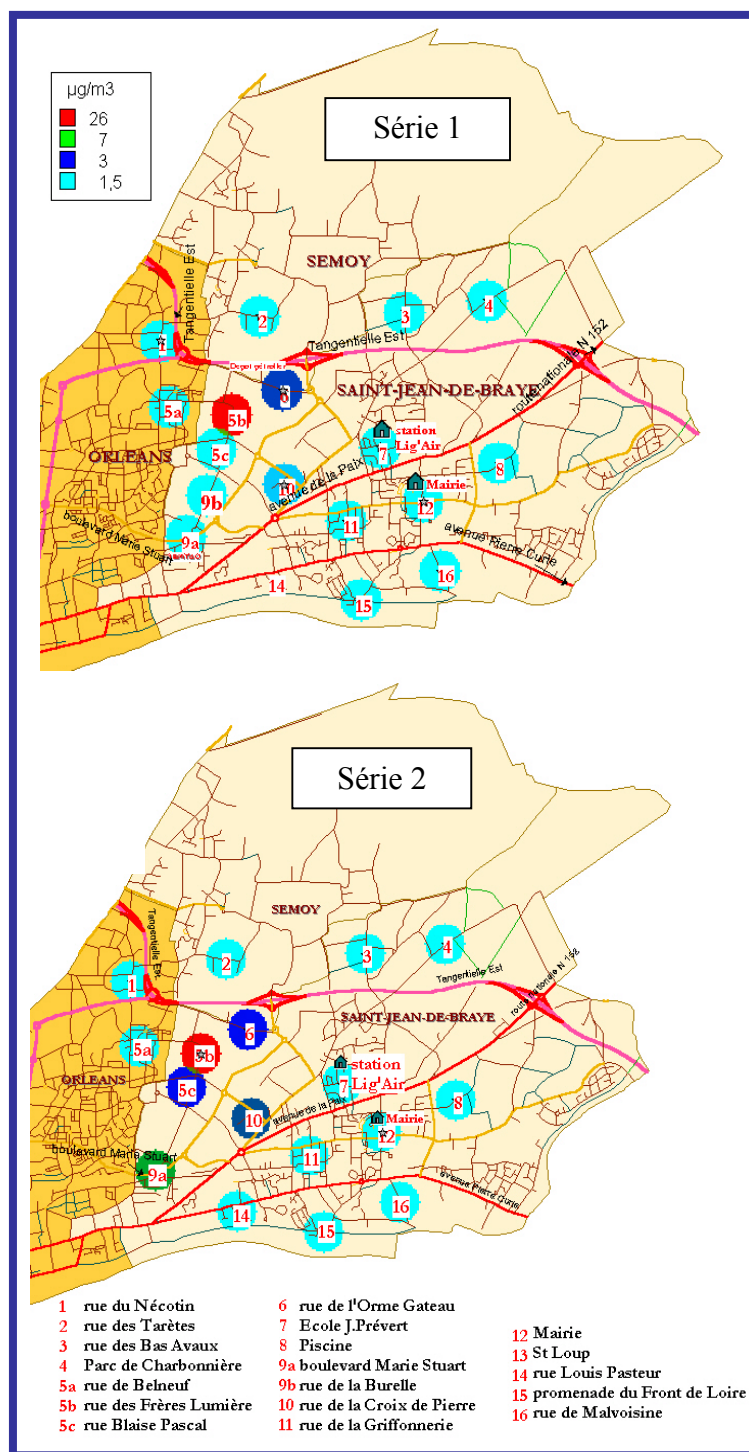 µg/m3
26
7
3
1,5
Série 1
SEMOY
Tangentielle Est
1
2
3
4
Tangentielle Est
route nationale N 152
Depot pétrolier
6
SAINT-JEAN-DE-BRAYE
5a
5b
5c
station
Lig'Air
7
8
ORLEANS
9b
10
avenue de la Paix
Mairie
12
boulevard Marie Stuart
9a
11
avenue Pierre Curie
14
15
16
Série 2
SEMOY
Tangentielle Est
1
2
3
4
Tangentielle Est
route nationale N 152
6
SAINT-JEAN-DE-BRAYE
5a
5b
station
Lig'Air
7
ORLEANS
5c
8
10
avenue de la Paix
Mairie
12
boulevard Marie Stuart
9a
11
avenue Pierre Curie
14
15
16
1 rue du Nécotin
2 rue des Tarètes
3 rue des Bas Avaux
4 Parc de Charbonnière
5a rue de Belneuf
5b rue des Frères Lumière
5c rue Blaise Pascal
6 rue de l'Orme Gateau
7 Ecole J.Prévert
8 Piscine
9a boulevard Marie Stuart
9b rue de la Burelle
10 rue de la Croix de Pierre
11 rue de la Griffonnerie
12 Mairie
13 St Loup
14 rue Louis Pasteur
15 promenade du Front de Loire
16 rue de Malvoisine